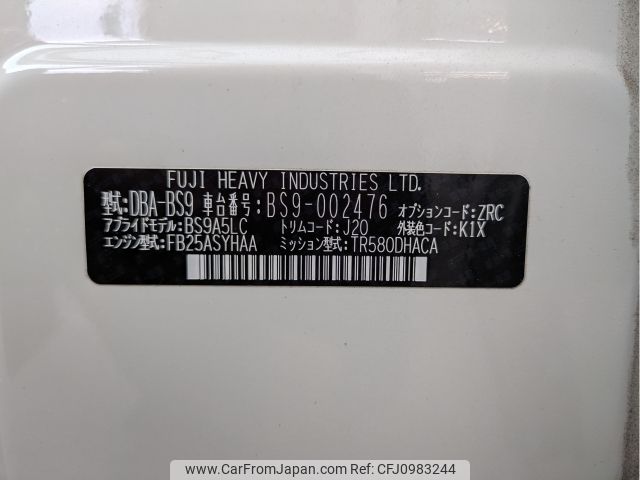 FUJI HEAVY INDUSTRIES LTD.
型式:DBA-BS9 車台番号:BS9-002476 オプションコード:ZRC
アプライドモデル:BS9A5LC トリムコード:J20 外装色コード:K1X
エンジン型式:FB25ASYHAA ミッション型式:TR580DHACA
www.CarFromJapan.com ID:CFJ10983244